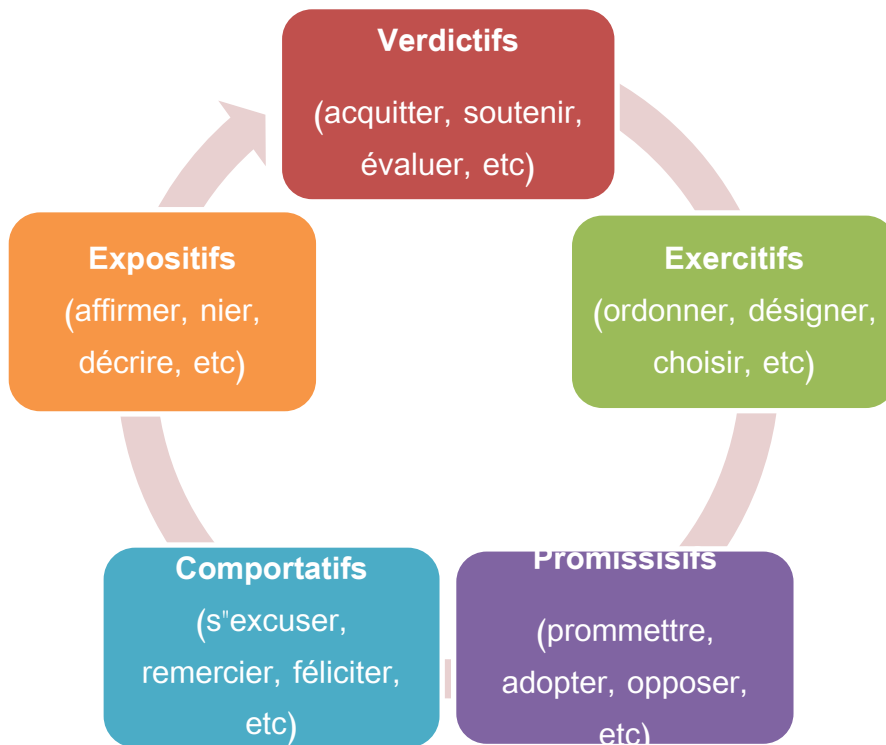 Verdictifs
(acquitter, soutenir,
évaluer, etc)
Exercitifs
(ordonner, désigner,
choisir, etc)
Promissisifs
(prommettre,
adopter, opposer,
etc)
Comportatifs
(s"excuser,
remercier, féliciter,
etc)
Expositifs
(affirmer, nier,
décrire, etc)